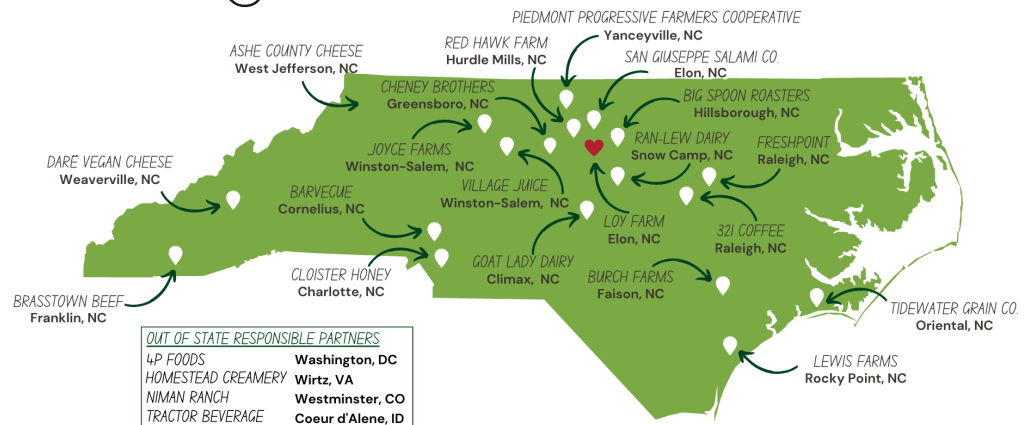 PIEDMONT PROGRESSIVE FARMERS COOPERATIVE
Yanceyville, NC
RED HAWK FARM
Hurdle Mills, NC
ASHE COUNTY CHEESE
West Jefferson, NC
SAN GIUSEPPE SALAMI CO.
Elon, NC
CHENEY BROTHERS
Greensboro, NC
BIG SPOON ROASTERS
Hillsborough, NC
JOYCE FARMS
Winston-Salem, NC
RAN-LEW DAIRY
Snow Camp, NC
FRESHPOINT
Raleigh, NC
DARĒ VEGAN CHEESE
Weaverville, NC
BARVECUE
Cornelius, NC
VILLAGE JUICE
Winston-Salem, NC
LOY FARM
Elon, NC
321 COFFEE
Raleigh, NC
CLOISTER HONEY
Charlotte, NC
GOAT LADY DAIRY
Climax, NC
BURCH FARMS
Faison, NC
BRASSTOWN BEEF
Franklin, NC
TIDEWATER GRAIN CO.
Oriental, NC
LEWIS FARMS
Rocky Point, NC
OUT OF STATE RESPONSIBLE PARTNERS
4P FOODS Washington, DC
HOMESTEAD CREAMERY Wirtz, VA
NIMAN RANCH Westminster, CO
TRACTOR BEVERAGE Coeur d'Alene, ID